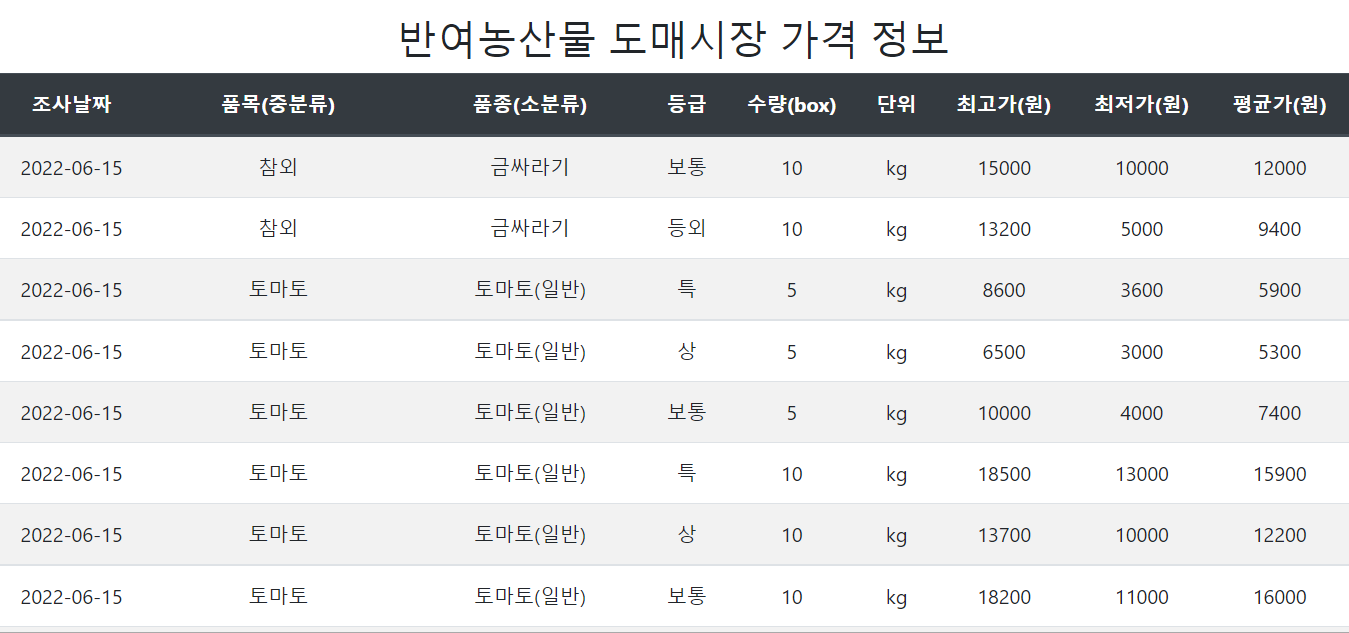 반여농산물 도매시장 가격 정보
조사날짜 품목(중분류) 품종(소분류) 등급 수량(box) 단위 최고가(원) 최저가(원) 평균가(원)
2022-06-15 참외 금싸라기 보통 10 kg 15000 10000 12000
2022-06-15 참외 금싸라기 등외 10 kg 13200 5000 9400
2022-06-15 토마토 토마토(일반) 특 5 kg 8600 3600 5900
2022-06-15 토마토 토마토(일반) 상 5 kg 6500 3000 5300
2022-06-15 토마토 토마토(일반) 보통 5 kg 10000 4000 7400
2022-06-15 토마토 토마토(일반) 특 10 kg 18500 13000 15900
2022-06-15 토마토 토마토(일반) 상 10 kg 13700 10000 12200
2022-06-15 토마토 토마토(일반) 보통 10 kg 18200 11000 16000